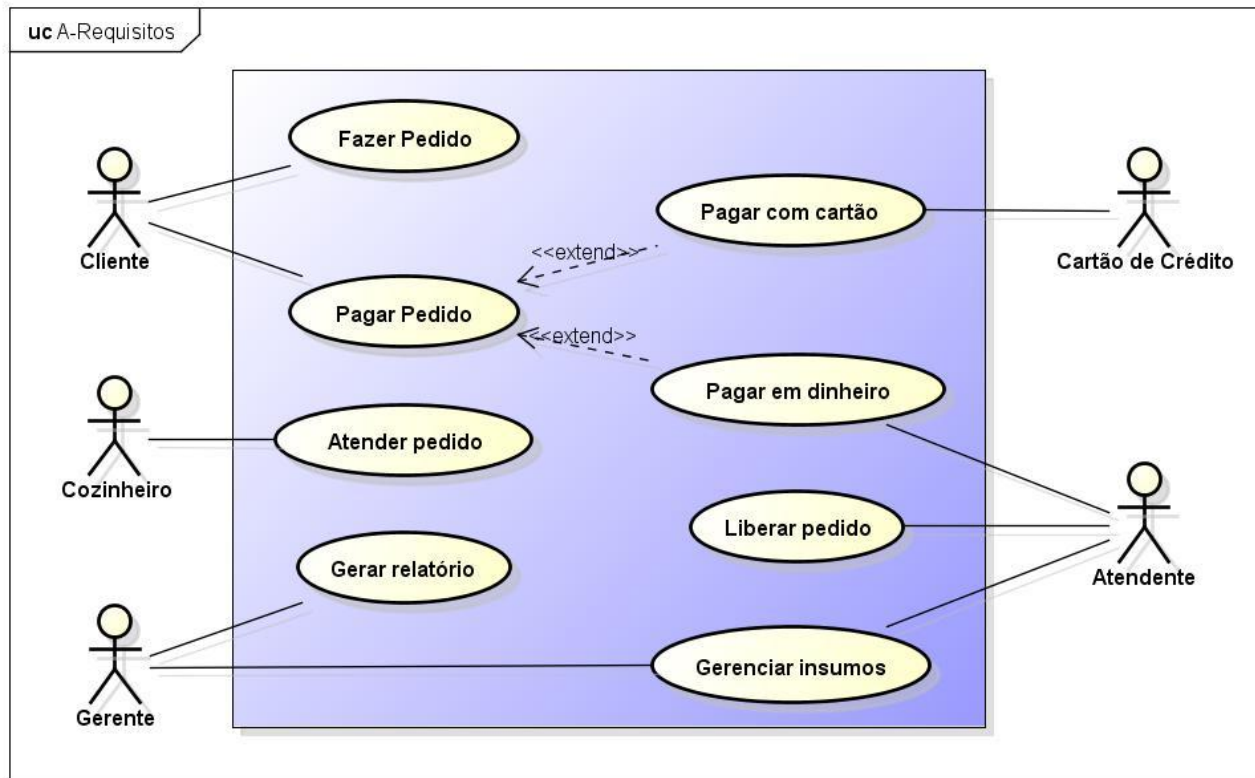 uc A-Requisitos
Fazer Pedido
Pagar com cartão
Cliente
Cartão de Crédito
<<extend>>
Pagar Pedido
<<extend>>
Pagar em dinheiro
Atender pedido
Cozinheiro
Liberar pedido
Gerar relatório
Atendente
Gerenciar insumos
Gerente